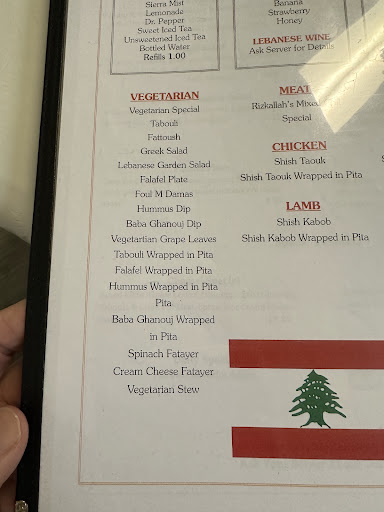 Sierra Mist
Lemonade
Dr. Pepper
Sweet Iced Tea
Unsweetened Iced Tea
Bottled Water
Refills 1.00
Banana
Strawberry
Honey
LEBANESE WINE
Ask Server for Details
VEGETARIAN
Vegetarian Special
Tabouli
Fattoush
Greek Salad
Lebanese Garden Salad
Falafel Plate
Foul M Damas
Hummus Dip
Baba Ghanouj Dip
Vegetartian Grape Leaves
Tabouli Wrapped in Pita
Falafel Wrapped in Pita
Hummus Wrapped in Pita
Pita
Baba Ghanouj Wrapped
in Pita
Spinach Fatayer
Cream Cheese Fatayer
Vegetarian Stew
MEAT
Rizkallah's Mixed
Special
CHICKEN
Shish Taouk
Shish Taouk Wrapped in Pita
LAMB
Shish Kabob
Shish Kabob Wrapped in Pita